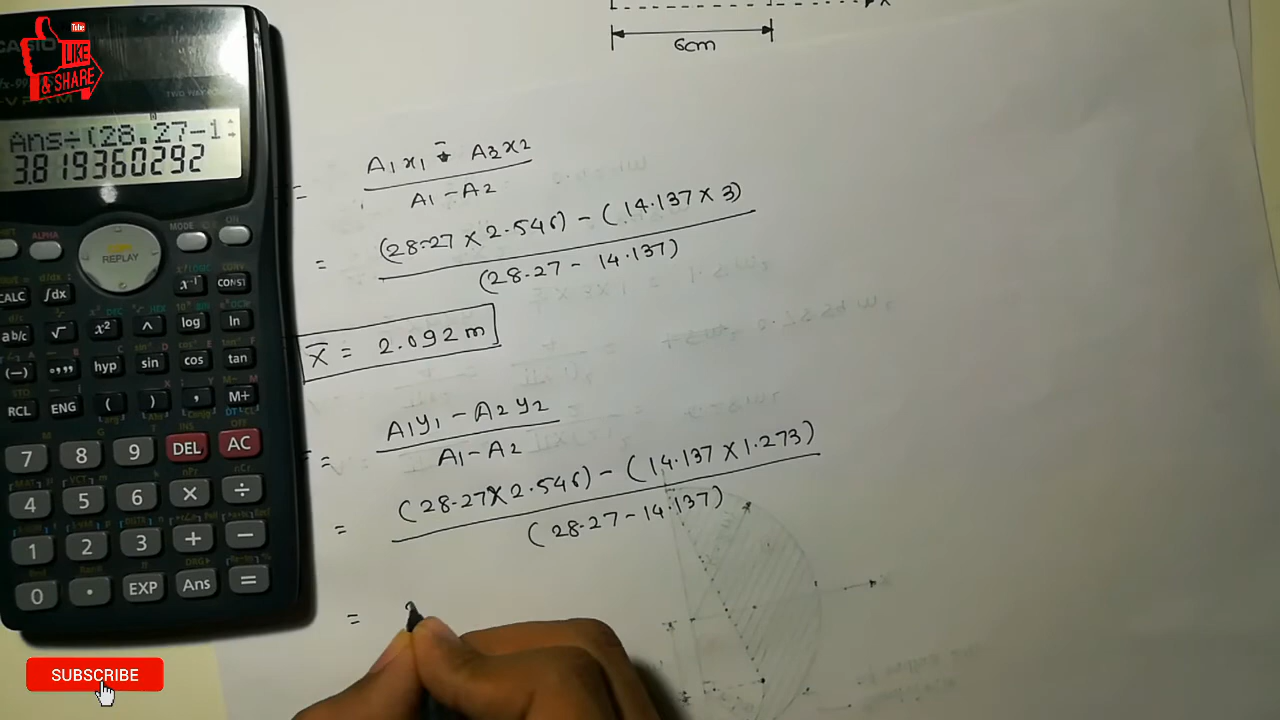 x
6cm
You Tube
LIKE
& SHARE
CASIO
Ans÷(28.27-1
3.819360292
MODE ON
ALPHA
REPLAY
CALC ∫dx x⁻¹ CONST
ab/c √ x² ^ log ln
(-) °,,, hyp sin cos tan
RCL ENG ( ) , M+
7 8 9 DEL AC
4 5 6 × ÷
1 2 3 + -
0 . EXP Ans =
= A1x1 - A2x2 / A1 - A2
= (28.27 × 2.546) - (14.137 × 3) / (28.27 - 14.137)
x̄ = 2.092 m
= A1y1 - A2y2 / A1 - A2
= (28.27×2.546) - (14.137×1.273) / (28.27 - 14.137)
=
SUBSCRIBE